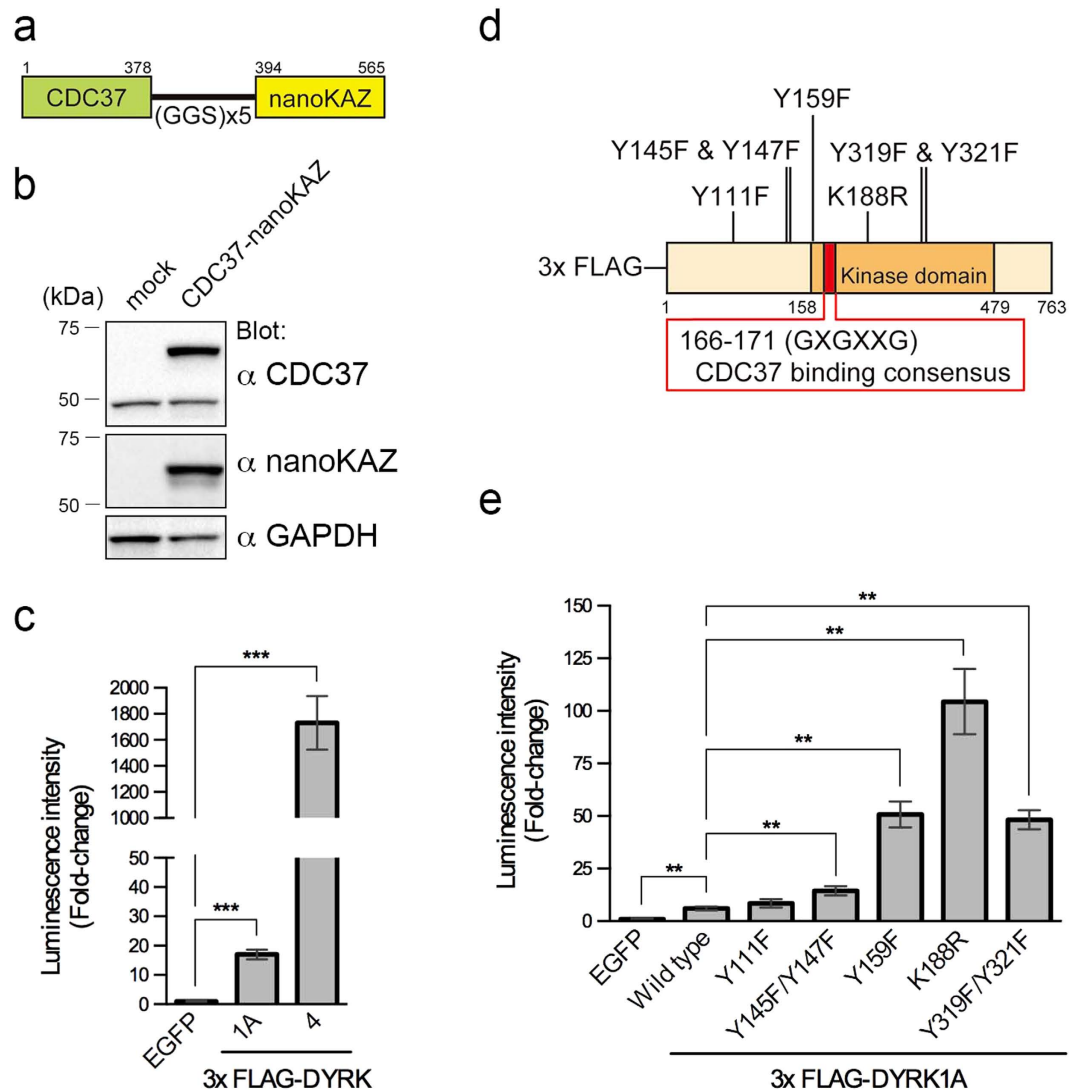 a
1 378 394 565
CDC37 nanoKAZ
(GGS)x5
b
mock CDC37-nanoKAZ
(kDa)
75
50
75
50
Blot:
α CDC37
α nanoKAZ
α GAPDH
c
Luminescence intensity
(Fold-change)
2000
1800
1600
1400
1200
1000
50
40
30
20
10
0
***
***
EGFP 1A 4
3x FLAG-DYRK
d
Y159F
Y145F & Y147F Y319F & Y321F
Y111F K188R
3x FLAG
Kinase domain
1 158 479 763
166-171 (GXGXXG)
CDC37 binding consensus
e
Luminescence intensity
(Fold-change)
150
125
100
75
50
25
0
**
**
**
**
**
EGFP Wild type Y111F Y145F/Y147F Y159F K188R Y319F/Y321F
3x FLAG-DYRK1A